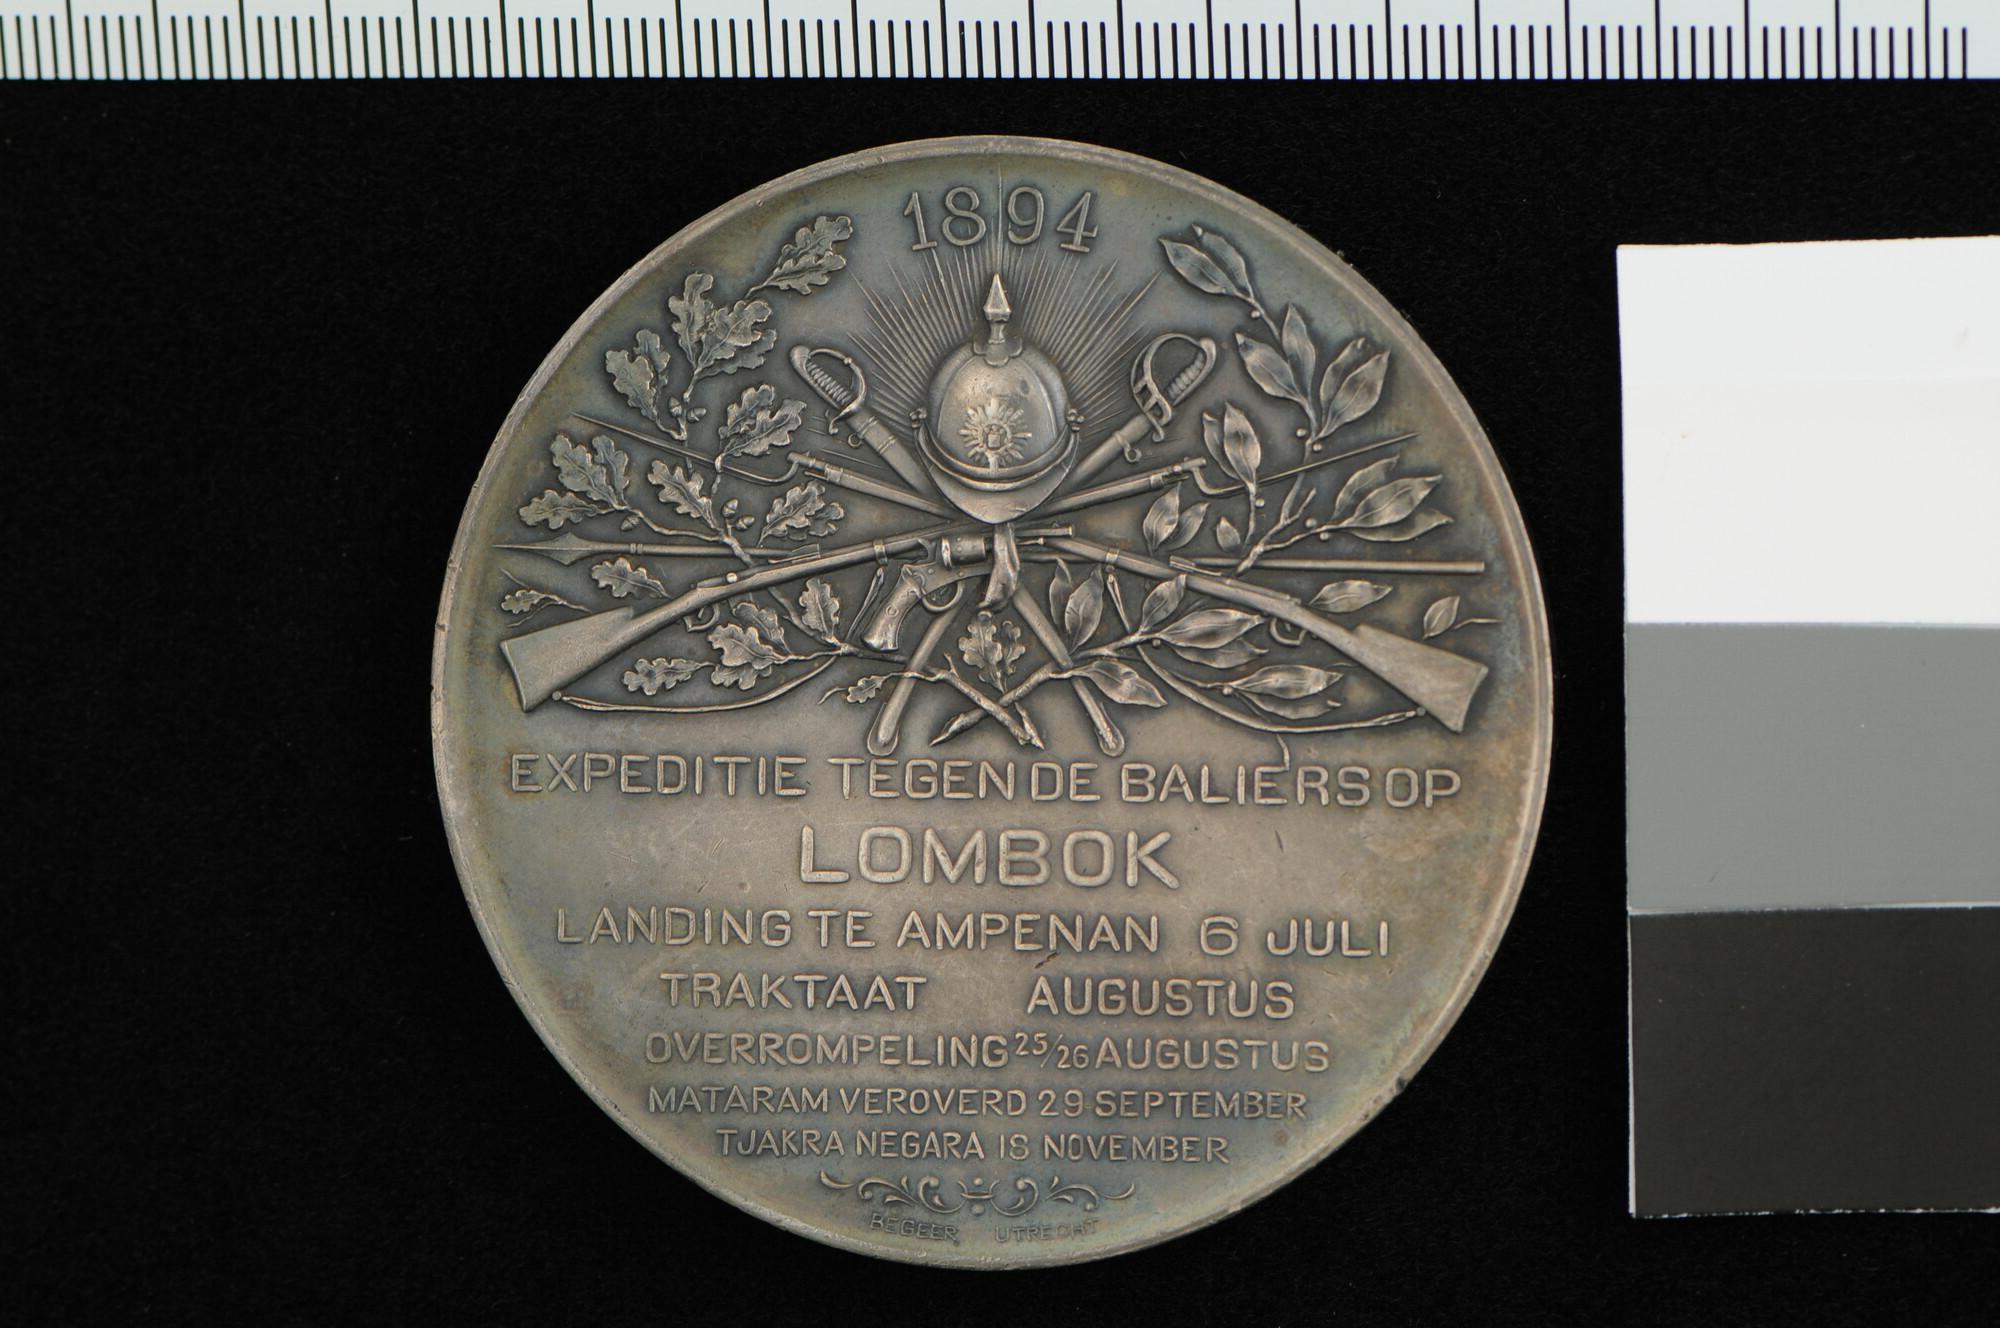 1894
EXPEDITIE TEGEN DE BALIERS OP
LOMBOK
LANDING TE AMPENAN 6 JULI
TRAKTAAT AUGUSTUS
OVERROMPELING 25/26 AUGUSTUS
MATARAM VEROVERD 29 SEPTEMBER
TJAKRA NEGARA 18 NOVEMBER
BEGEER UTRECHT